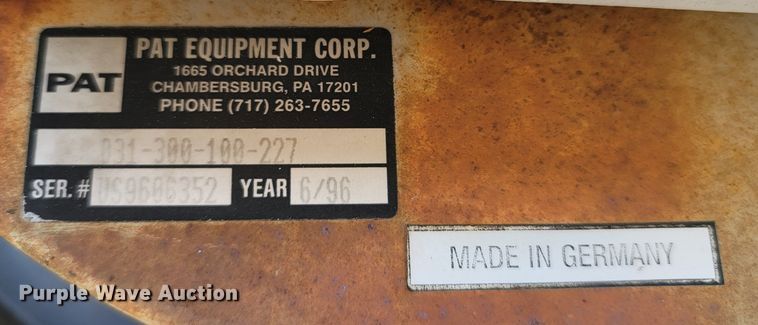 PAT
PAT EQUIPMENT CORP.
1665 ORCHARD DRIVE
CHAMBERSBURG, PA 17201
PHONE (717) 263-7655
031-300-100-227
SER. # US9606352 YEAR 6/96
MADE IN GERMANY
Purple Wave Auction